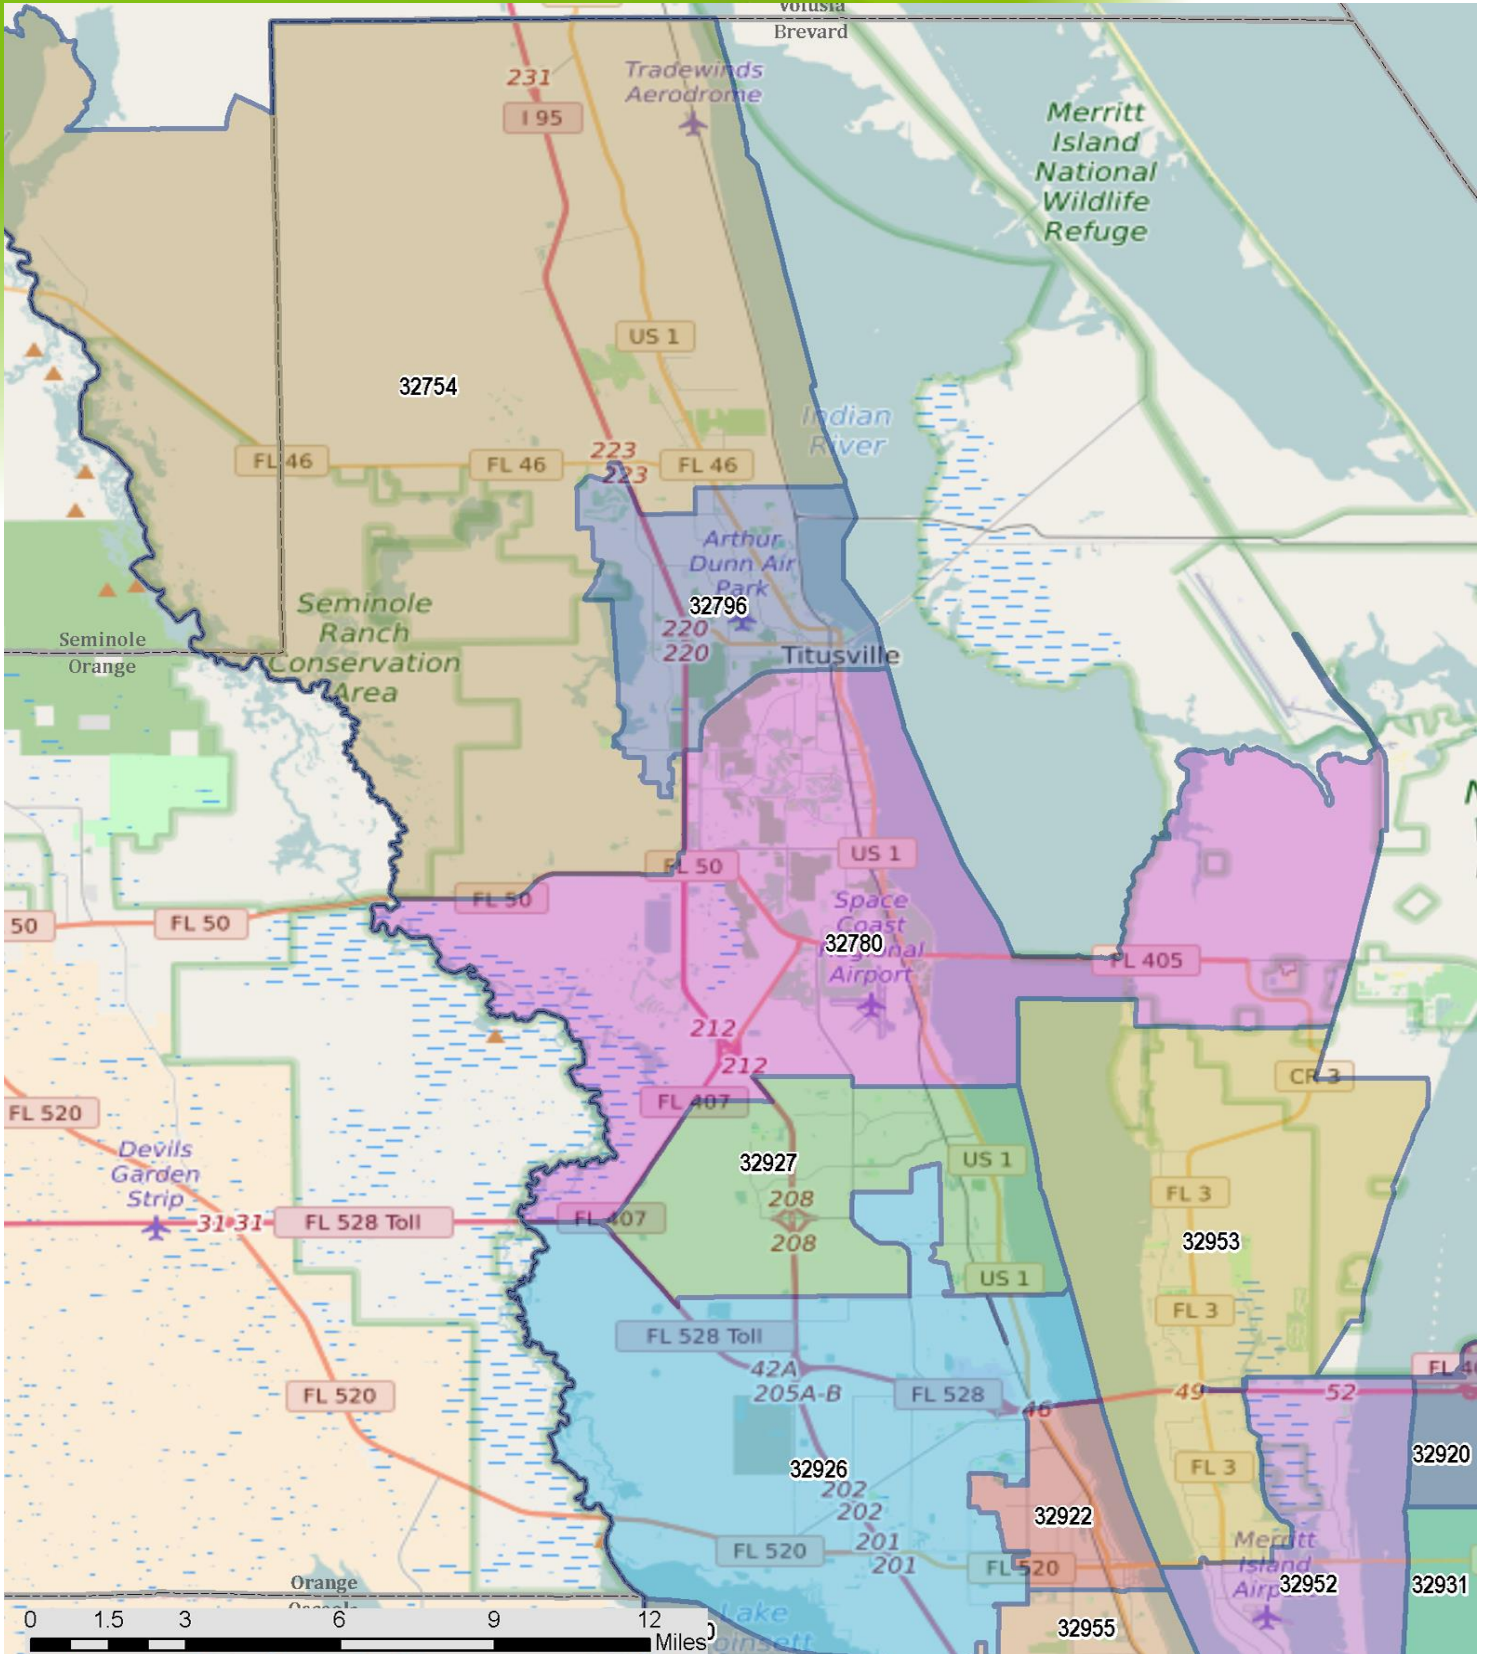 Volusia
Brevard
Tradewinds
Aerodrome
231
I 95
Merritt
Island
National
Wildlife
Refuge
US 1
32754
Indian
River
FL 46
FL 46
223
223
FL 46
Arthur
Dunn Air
Park
32796
220
220
Titusville
Seminole
Ranch
Conservation
Area
Seminole
Orange
FL 50
US 1
FL 50
50
FL 50
Space
Coast
Regional
Airport
32780
FL 405
212
212
CR 3
FL 407
FL 520
Devils
Garden
Strip
32927
US 1
FL 3
208
208
31 31
FL 528 Toll
FL 407
32953
US 1
FL 3
FL 528 Toll
42A
205A-B
FL 528
46
49
52
FL 520
32920
32926
202
202
FL 3
32922
201
201
FL 520
FL 520
Merritt
Island
Airport
32952
32931
Orange
Lake
32955
0 1.5 3 6 9 12
Miles